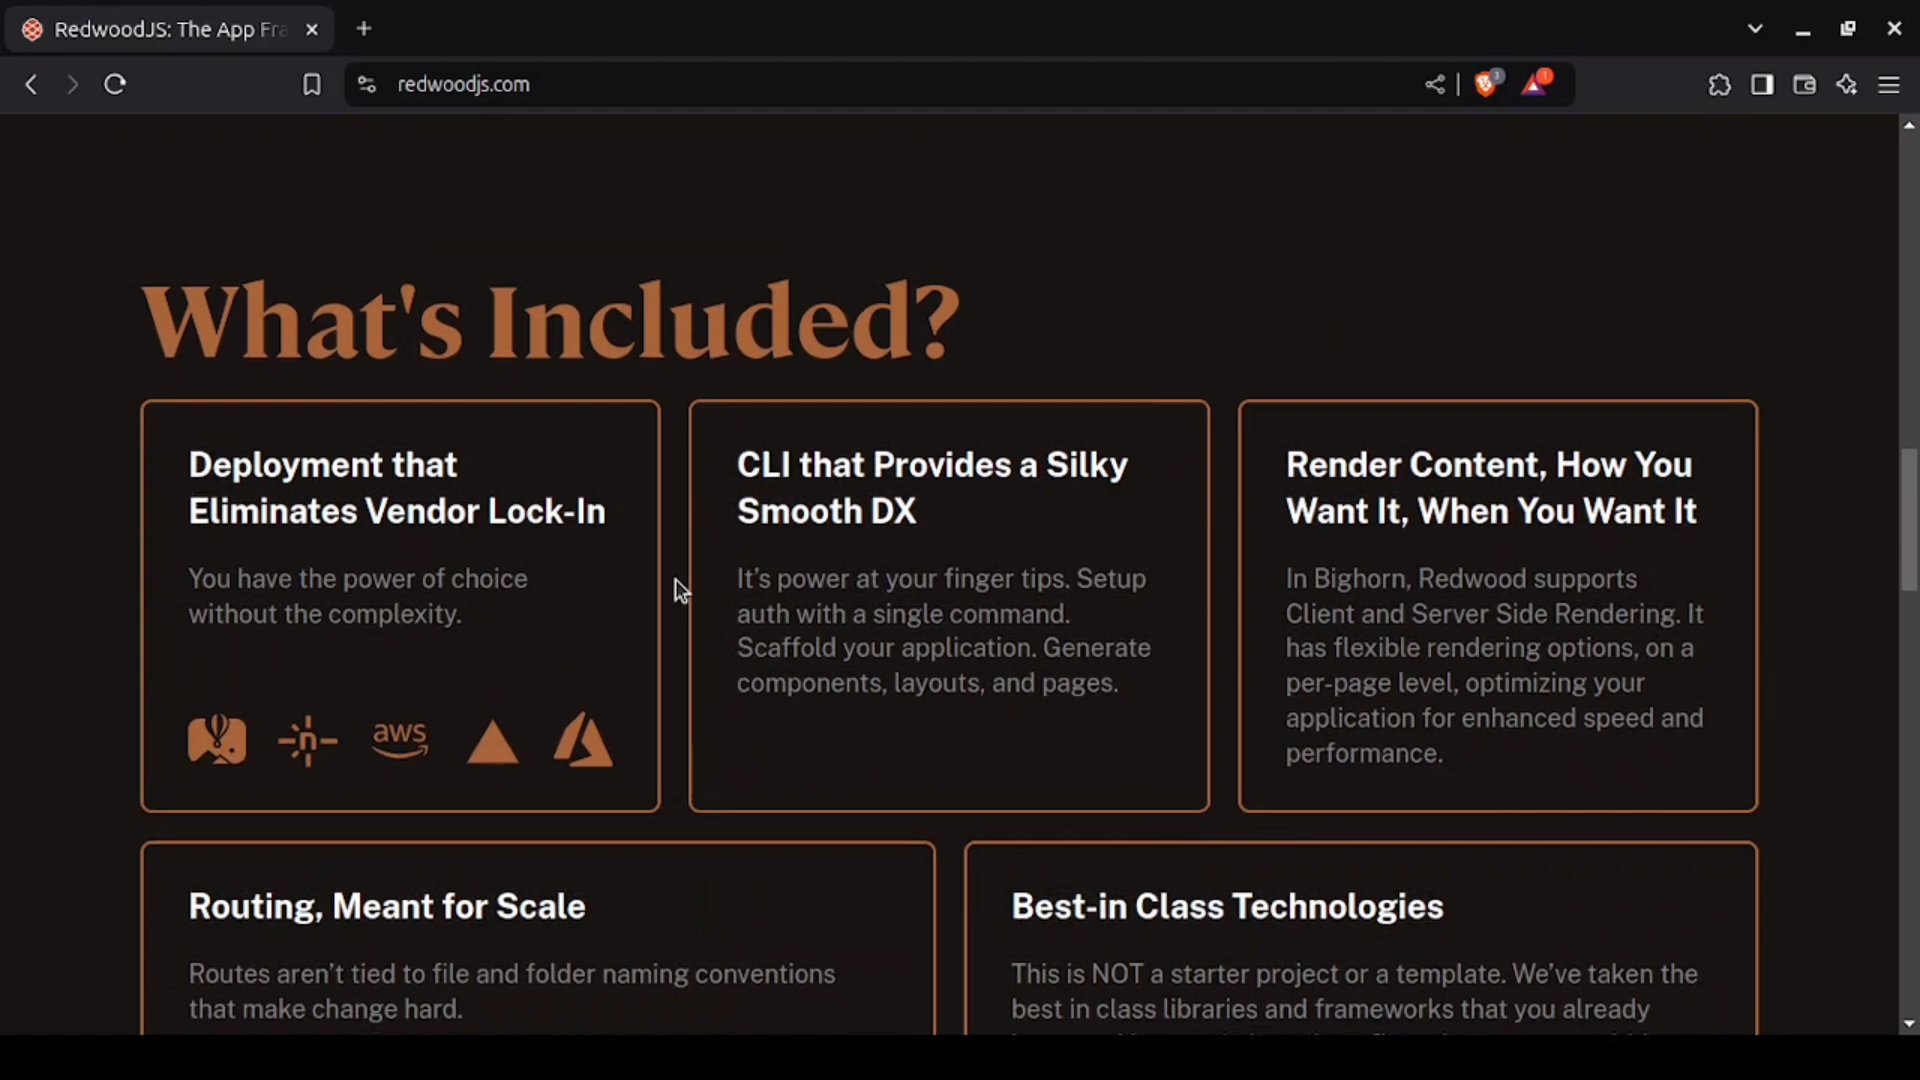 RedwoodJS: The App Fra
redwoodjs.com
3
1
What's Included?
Deployment that
Eliminates Vendor Lock-In
You have the power of choice
without the complexity.
n
aws
CLI that Provides a Silky
Smooth DX
It’s power at your finger tips. Setup
auth with a single command.
Scaffold your application. Generate
components, layouts, and pages.
Render Content, How You
Want It, When You Want It
In Bighorn, Redwood supports
Client and Server Side Rendering. It
has flexible rendering options, on a
per-page level, optimizing your
application for enhanced speed and
performance.
Routing, Meant for Scale
Routes aren’t tied to file and folder naming conventions
that make change hard.
Best-in Class Technologies
This is NOT a starter project or a template. We’ve taken the
best in class libraries and frameworks that you already